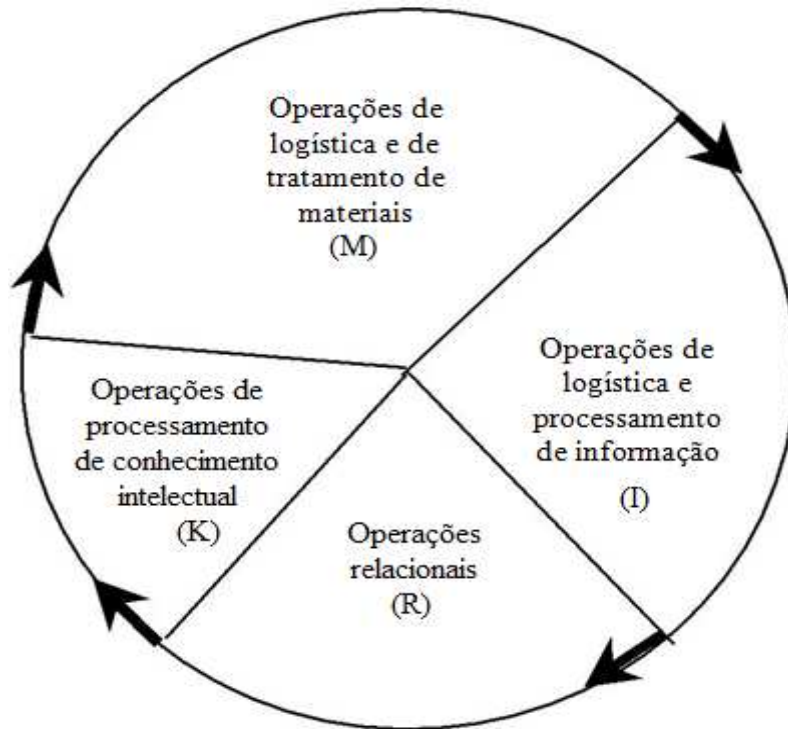 Operações de
logística e de
tratamento de
materiais
(M)
Operações de
logística e
processamento
de informação
(I)
Operações
relacionais
(R)
Operações de
processamento
de conhecimento
intelectual
(K)